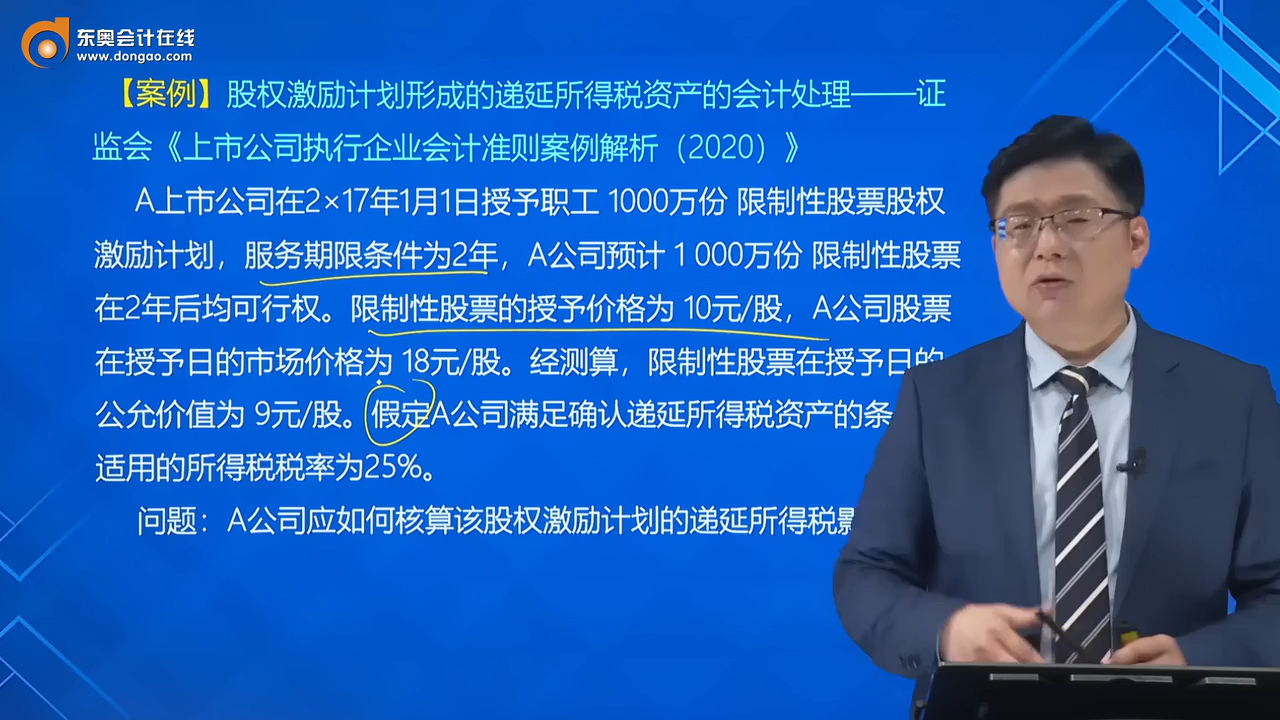 东奥会计在线
www.dongao.com
【案例】股权激励计划形成的递延所得税资产的会计处理——证
监会《上市公司执行企业会计准则案例解析（2020）》
A上市公司在2×17年1月1日授予职工 1000万份 限制性股票股权
激励计划，服务期限条件为2年，A公司预计 1 000万份 限制性股票
在2年后均可行权。限制性股票的授予价格为 10元/股，A公司股票
在授予日的市场价格为 18元/股。经测算，限制性股票在授予日的
公允价值为 9元/股。假定A公司满足确认递延所得税资产的条
适用的所得税税率为25%。
问题：A公司应如何核算该股权激励计划的递延所得税影